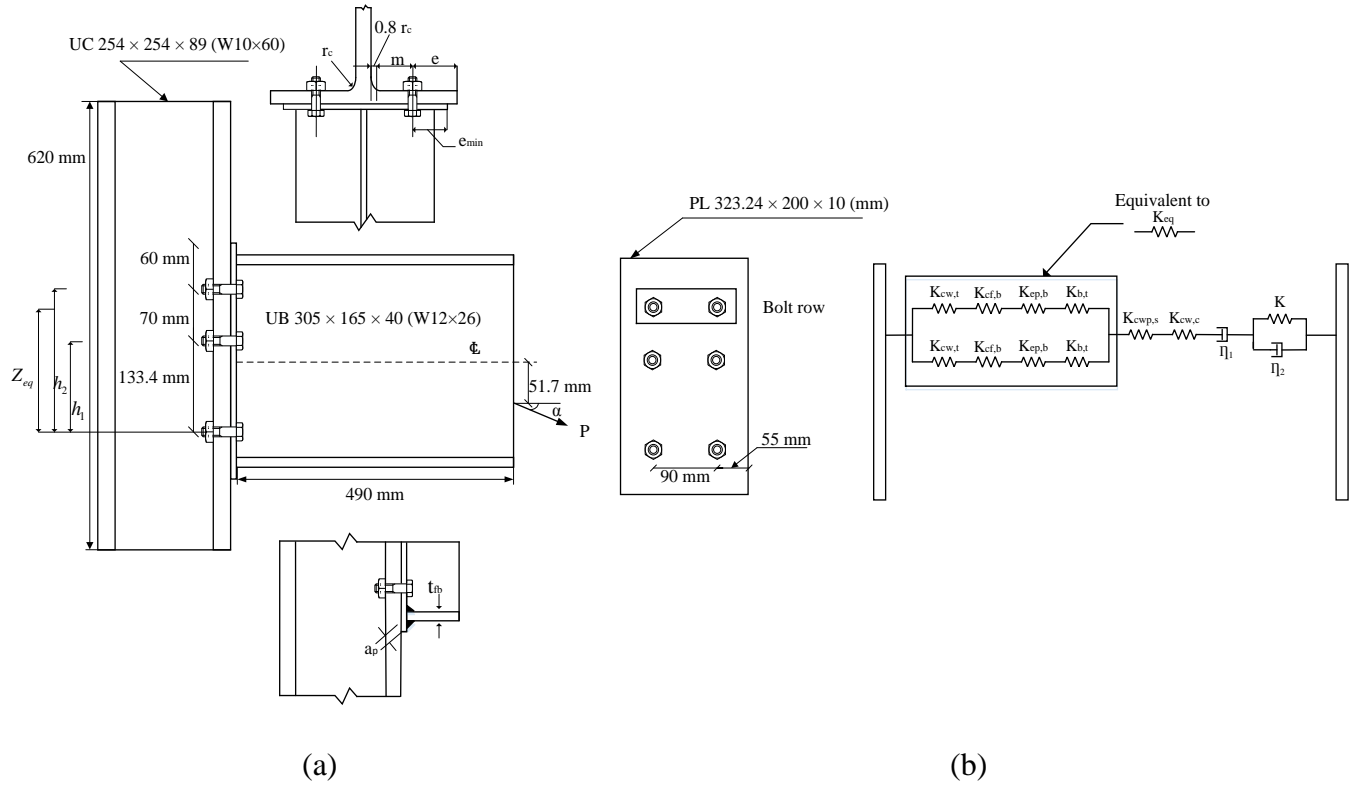 UC 254 × 254 × 89 (W10×60)
0.8 rc
rc
m
e
emin
620 mm
60 mm
70 mm
133.4 mm
Zeq
h2
h1
UB 305 × 165 × 40 (W12×26)
℄
51.7 mm
α
P
490 mm
tfb
ap
PL 323.24 × 200 × 10 (mm)
Bolt row
55 mm
90 mm
Equivalent to
Keq
Kcw,t Kcf,b Kep,b Kb,t
Kcwp,s Kcw,c K
Kcw,t Kcf,b Kep,b Kb,t
η1
η2
(a)
(b)